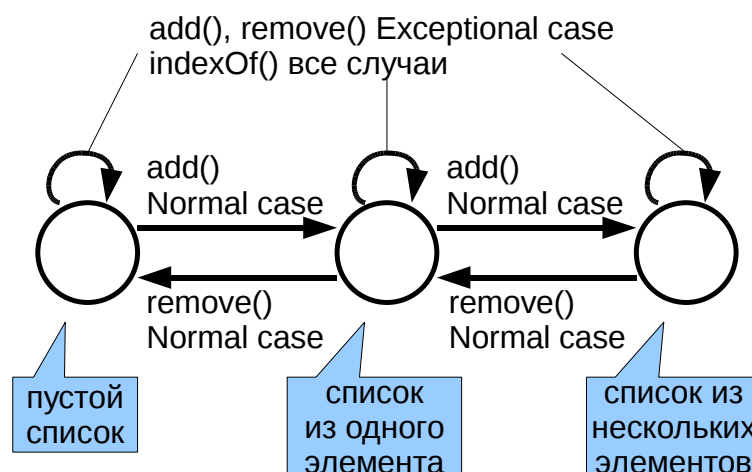 add(), remove() Exceptional case
indexOf() все случаи
add()
Normal case
add()
Normal case
remove()
Normal case
remove()
Normal case
пустой
список
список
из одного
элемента
список из
нескольких
элементов